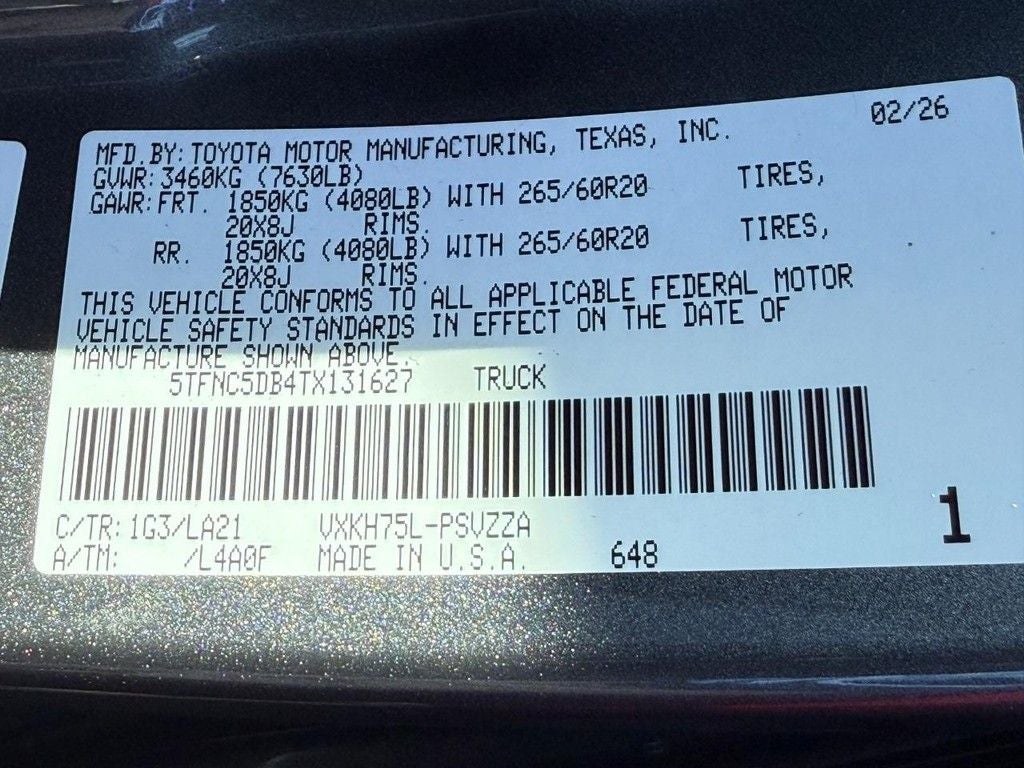 02/26
MFD. BY: TOYOTA MOTOR MANUFACTURING, TEXAS, INC.
GVWR: 3460KG (7630LB)
GAWR: FRT. 1850KG (4080LB) WITH 265/60R20 TIRES,
20X8J RIMS.
RR. 1850KG (4080LB) WITH 265/60R20 TIRES,
20X8J RIMS.
THIS VEHICLE CONFORMS TO ALL APPLICABLE FEDERAL MOTOR
VEHICLE SAFETY STANDARDS IN EFFECT ON THE DATE OF
MANUFACTURE SHOWN ABOVE.
5TFNC5DB4TX131627 TRUCK
C/TR: 1G3/LA21 VXKH75L-PSVZZA
A/TM: /L4A0F MADE IN U.S.A. 648
1